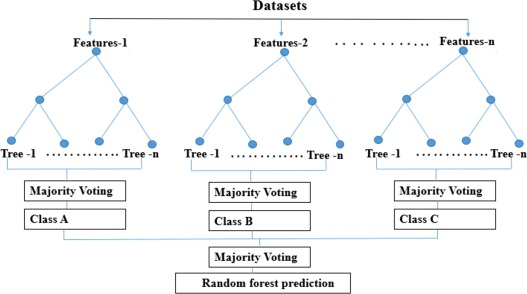 Datasets
Features-1 Features-2 . . . . . . . . . . . . . Features-n
Tree -1 . . . . . . . . . . . . Tree -n Tree -1 . . . . . . . . . . . . Tree -n Tree -1 . . . . . . . . . . . . Tree -n
Majority Voting Majority Voting Majority Voting
Class A Class B Class C
Majority Voting
Random forest prediction